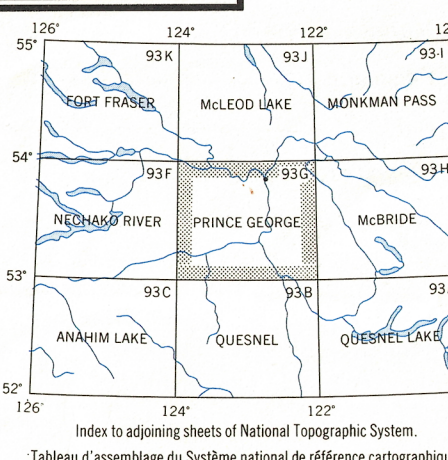 126° 124° 122°
55° 93K 93J 93-I
FORT FRASER McLEOD LAKE MONKMAN PASS
54° 93F 93G 93H
NECHAKO RIVER PRINCE GEORGE McBRIDE
53° 93C 93B
ANAHIM LAKE QUESNEL QUESNEL LAKE
52°
126° 124° 122°
Index to adjoining sheets of National Topographic System.
Tableau d'assemblage du Système national de référence